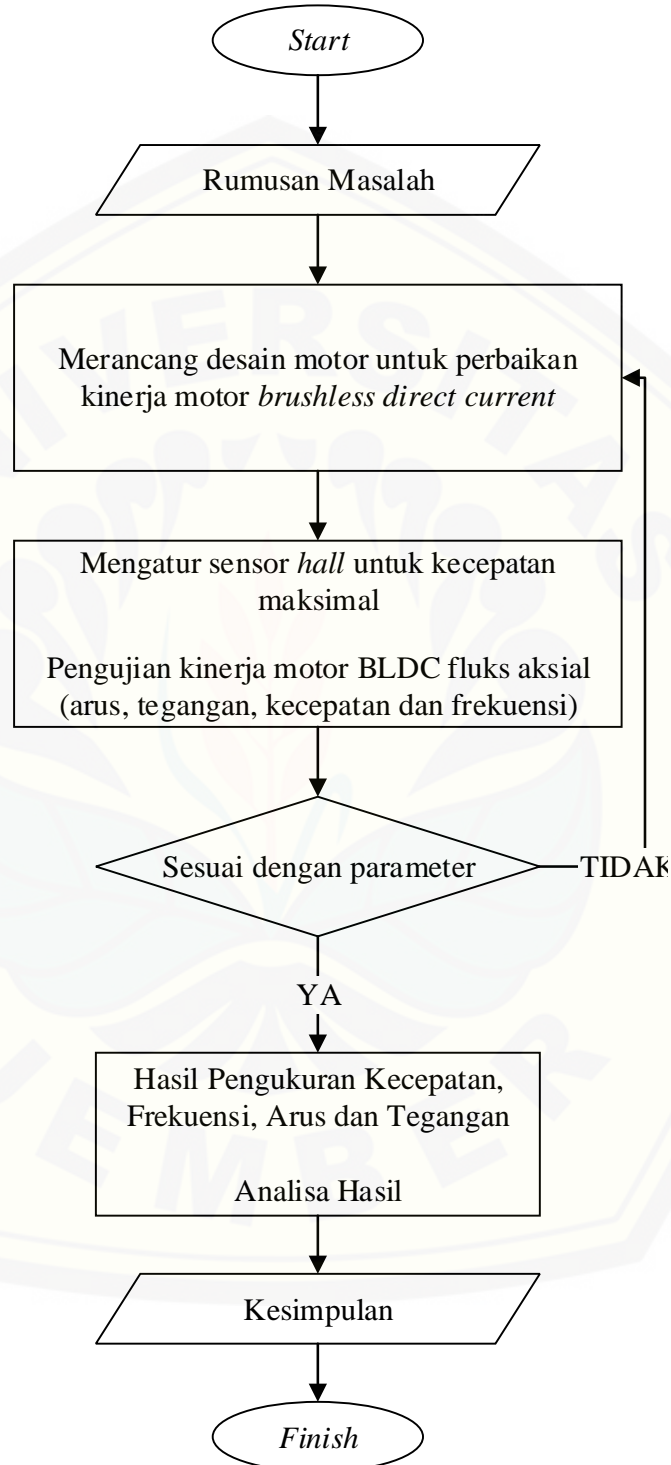 Start
Rumusan Masalah
Merancang desain motor untuk perbaikan
kinerja motor brushless direct current
Mengatur sensor hall untuk kecepatan
maksimal
Pengujian kinerja motor BLDC fluks aksial
(arus, tegangan, kecepatan dan frekuensi)
Sesuai dengan parameter
TIDAK
YA
Hasil Pengukuran Kecepatan,
Frekuensi, Arus dan Tegangan
Analisa Hasil
Kesimpulan
Finish
UNIVERSITAS
JEMBER